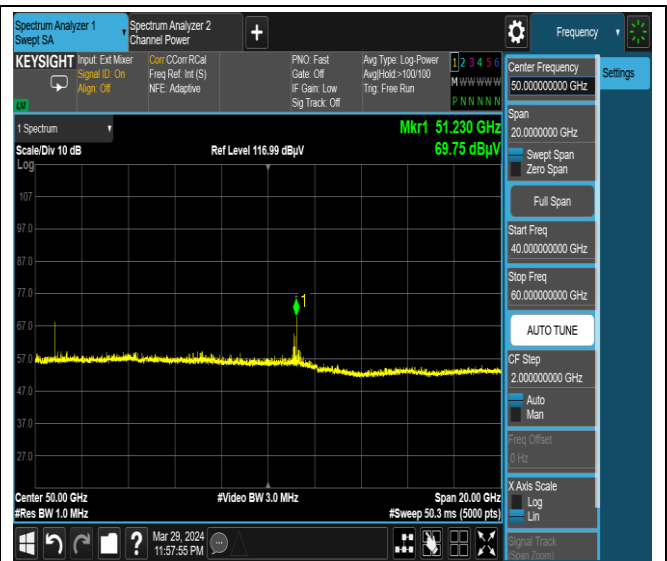 Spectrum Analyzer 1
Swept SA
Spectrum Analyzer 2
Channel Power
+
Frequency
KEYSIGHT
Input: Ext Mixer
Signal ID: On
Align: Off
Corr CCorr RCal
Freq Ref: Int (S)
NFE: Adaptive
PNO: Fast
Gate: Off
IF Gain: Low
Sig Track: Off
Avg Type: Log-Power
Avg|Hold:>100/100
Trig: Free Run
1 2 3 4 5 6
M W W W W W
P N N N N N
LXI
Center Frequency
50.000000000 GHz
Settings
Span
20.0000000 GHz
Swept Span
Zero Span
Full Span
Start Freq
40.000000000 GHz
Stop Freq
60.000000000 GHz
AUTO TUNE
CF Step
2.000000000 GHz
Auto
Man
Freq Offset
0 Hz
X Axis Scale
Log
Lin
Signal Track
(Span Zoom)
1 Spectrum
Scale/Div 10 dB
Ref Level 116.99 dBµV
Mkr1 51.230 GHz
69.75 dBµV
Log
107
97.0
87.0
77.0
67.0
57.0
47.0
37.0
27.0
1
Center 50.00 GHz
#Res BW 1.0 MHz
#Video BW 3.0 MHz
Span 20.00 GHz
#Sweep 50.3 ms (5000 pts)
?
Mar 29, 2024
11:57:55 PM